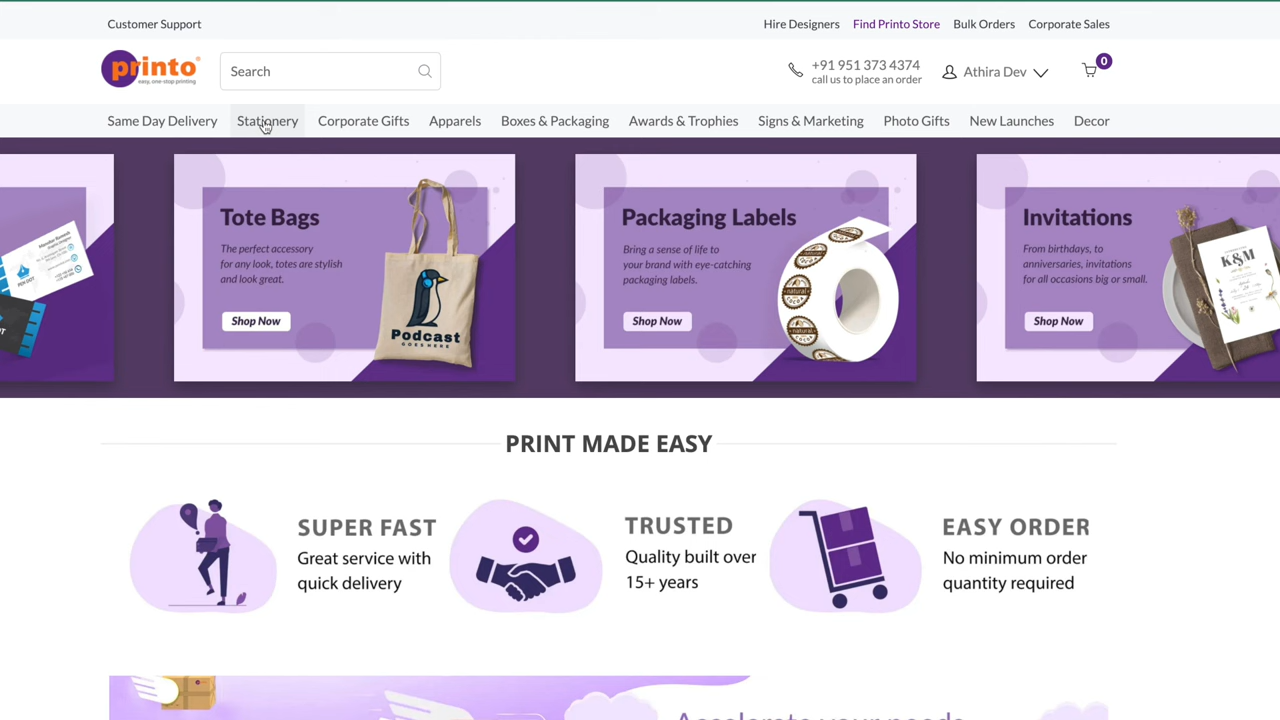 Customer Support
Hire Designers Find Printo Store Bulk Orders Corporate Sales
printo
easy, one-stop printing
Search
+91 951 373 4374
call us to place an order
Athira Dev
0
Same Day Delivery Stationery Corporate Gifts Apparels Boxes & Packaging Awards & Trophies Signs & Marketing Photo Gifts New Launches Decor
Tote Bags
The perfect accessory
for any look, totes are stylish
and look great.
Shop Now
Podcast
GOES HERE
Packaging Labels
Bring a sense of life to
your brand with eye-catching
packaging labels.
Shop Now
natural
Invitations
From birthdays, to
anniversaries, invitations
for all occasions big or small.
Shop Now
K&M
PRINT MADE EASY
SUPER FAST
Great service with
quick delivery
TRUSTED
Quality built over
15+ years
EASY ORDER
No minimum order
quantity required
Accelerate your needs